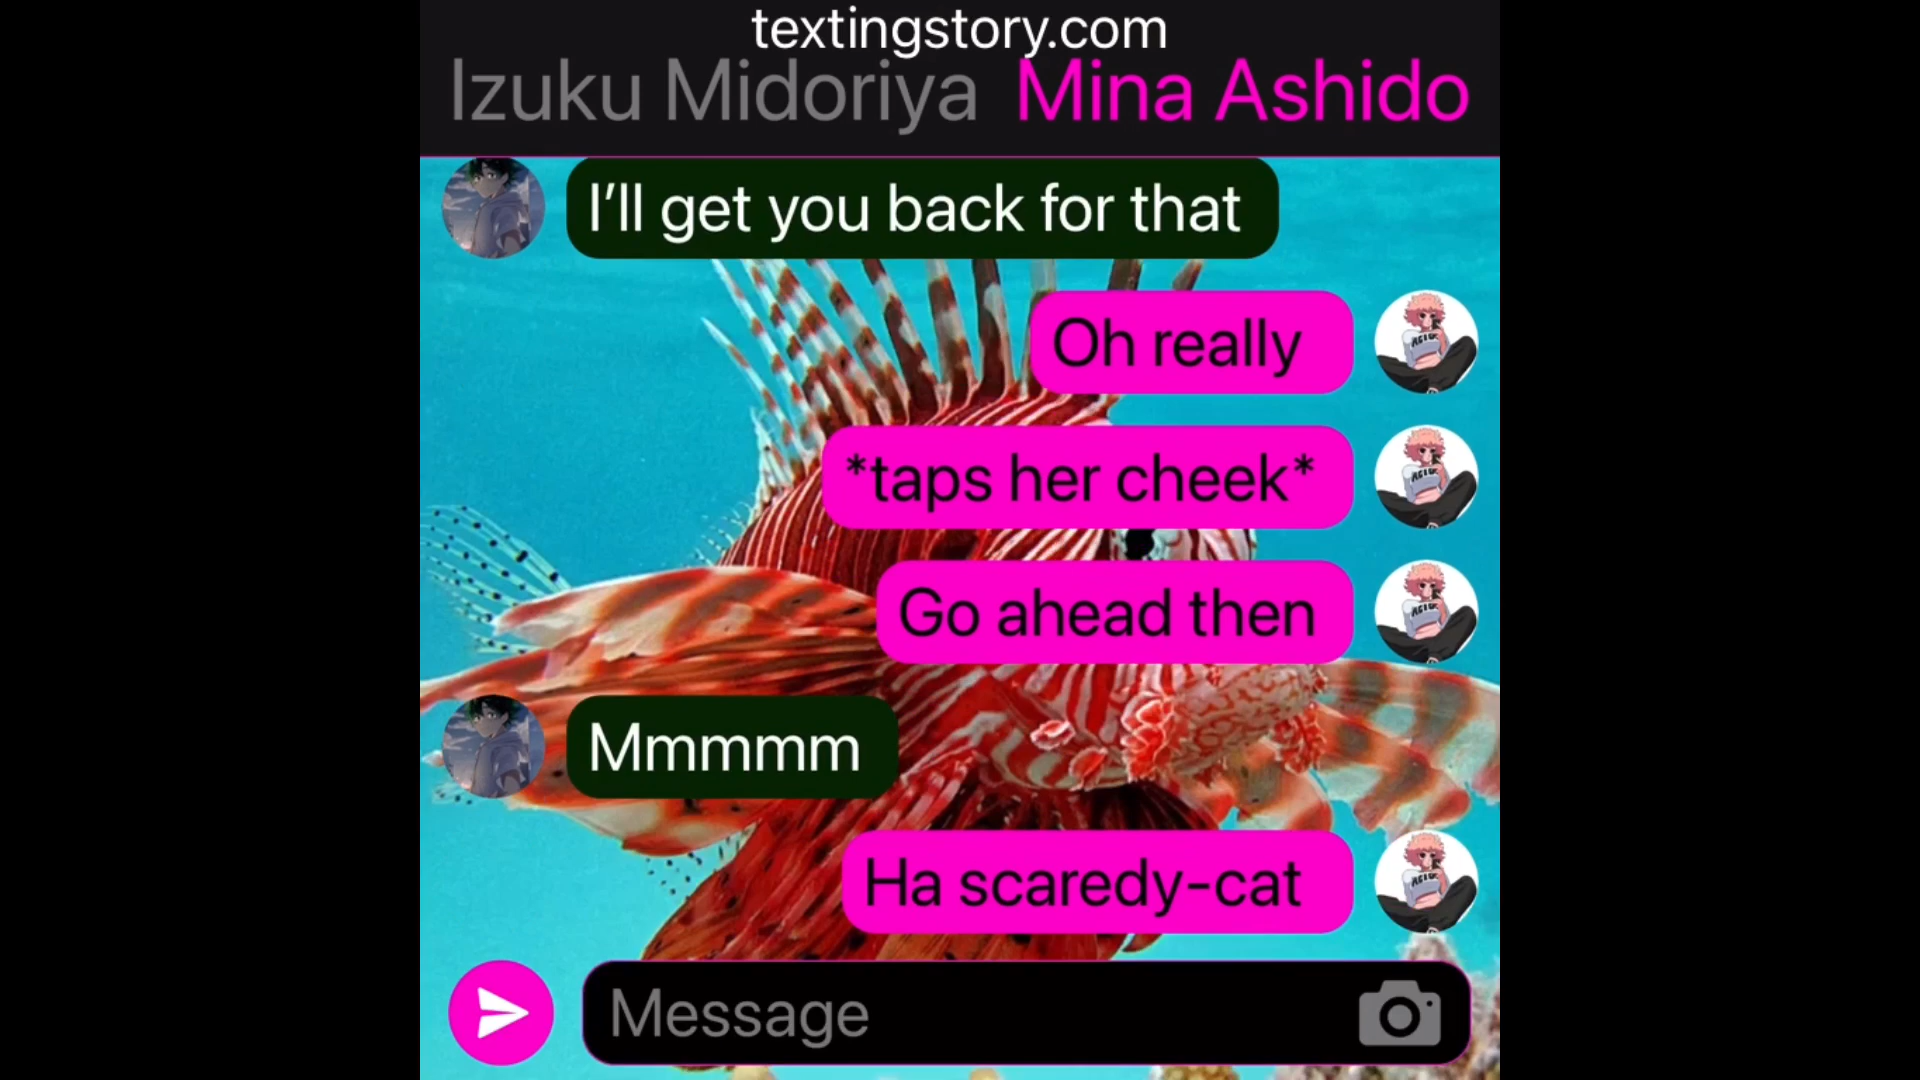 textingstory.com
Izuku Midoriya Mina Ashido
I’ll get you back for that
Oh really
*taps her cheek*
Go ahead then
Mmmmm
Ha scaredy-cat
Message